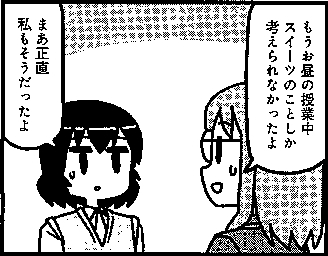 もうお昼の授業中
スイーツのことしか
考えられなかったよ
まあ正直
私もそうだったよ